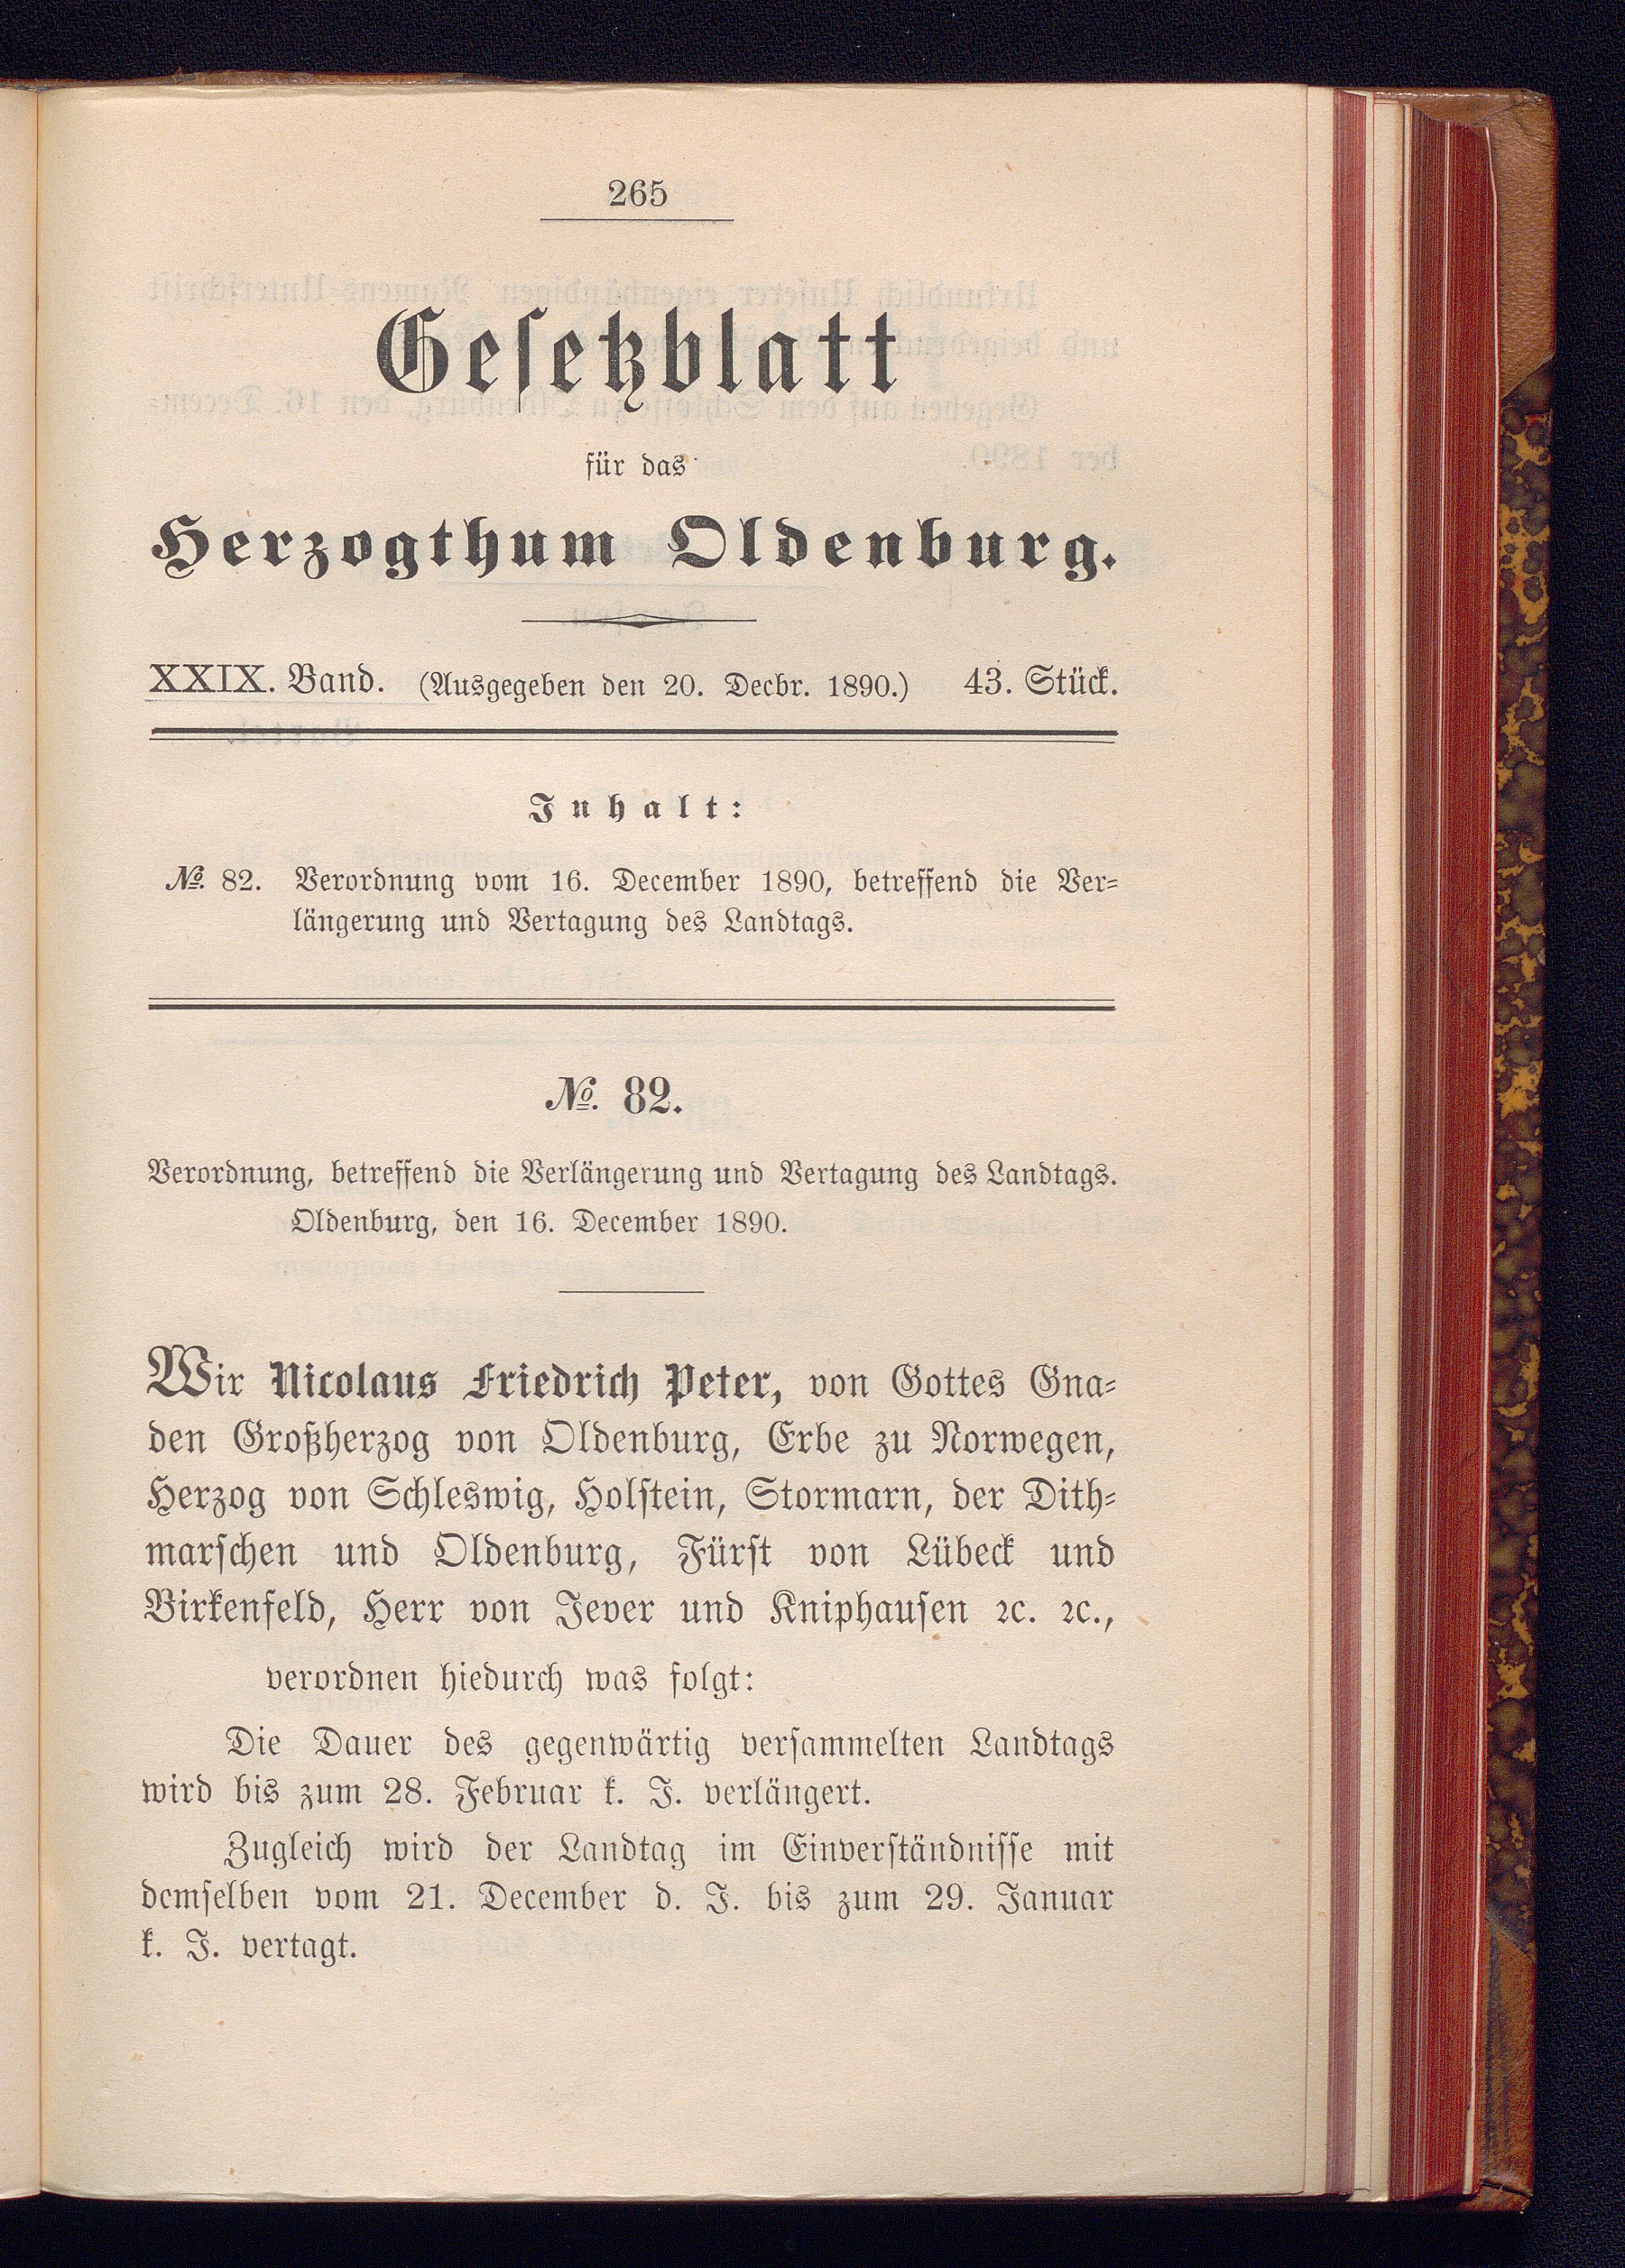 265
Gesetzblatt
für das
Herzogthum Oldenburg.
XXIX. Band. (Ausgegeben den 20. Decbr. 1890.) 43. Stück.
Inhalt:
№. 82. Verordnung vom 16. December 1890, betreffend die Ver-
längerung und Vertagung des Landtags.
№. 82.
Verordnung, betreffend die Verlängerung und Vertagung des Landtags.
Oldenburg, den 16. December 1890.
Wir Nicolaus Friedrich Peter, von Gottes Gna-
den Großherzog von Oldenburg, Erbe zu Norwegen,
Herzog von Schleswig, Holstein, Stormarn, der Dith-
marschen und Oldenburg, Fürst von Lübeck und
Birkenfeld, Herr von Jever und Kniphausen ꝛc. ꝛc.,
verordnen hiedurch was folgt:
Die Dauer des gegenwärtig versammelten Landtags
wird bis zum 28. Februar k. J. verlängert.
Zugleich wird der Landtag im Einverständnisse mit
demselben vom 21. December d. J. bis zum 29. Januar
k. J. vertagt.